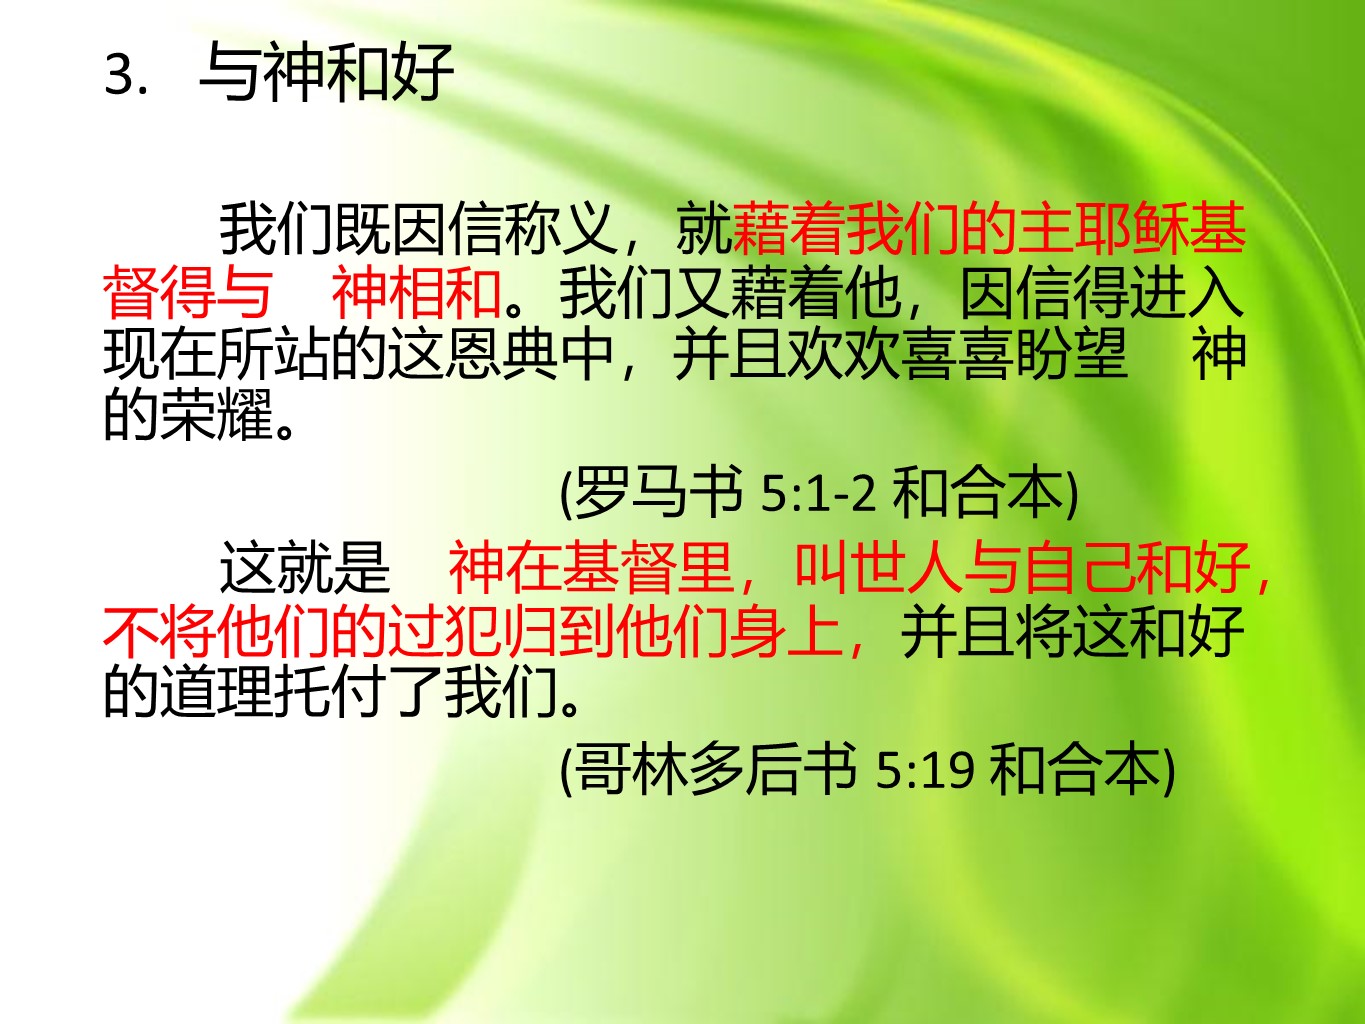 3. 与神和好
我们既因信称义，就藉着我们的主耶稣基
督得与　神相和。我们又藉着他，因信得进入
现在所站的这恩典中，并且欢欢喜喜盼望　神
的荣耀。
(罗马书 5:1-2 和合本)
这就是　神在基督里，叫世人与自己和好，
不将他们的过犯归到他们身上，并且将这和好
的道理托付了我们。
(哥林多后书 5:19 和合本)